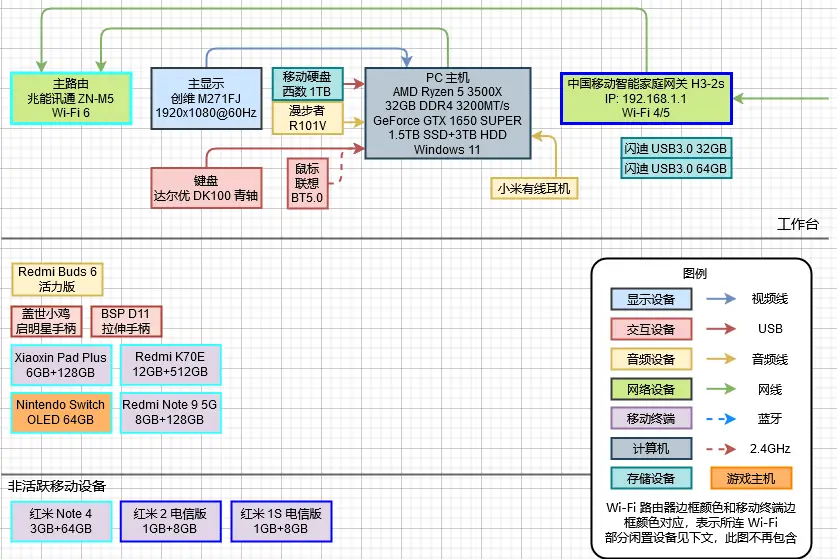 主路由
兆能讯通 ZN-M5
Wi-Fi 6
主显示
创维 M271FJ
1920x1080@60Hz
移动硬盘
西数 1TB
漫步者
R101V
PC 主机
AMD Ryzen 5 3500X
32GB DDR4 3200MT/s
GeForce GTX 1650 SUPER
1.5TB SSD+3TB HDD
Windows 11
中国移动智能家庭网关 H3-2s
IP: 192.168.1.1
Wi-Fi 4/5
闪迪 USB3.0 32GB
闪迪 USB3.0 64GB
键盘
达尔优 DK100 青轴
鼠标
联想
BT5.0
小米有线耳机
工作台
Redmi Buds 6
活力版
盖世小鸡
启明星手柄
BSP D11
拉伸手柄
Xiaoxin Pad Plus
6GB+128GB
Redmi K70E
12GB+512GB
Nintendo Switch
OLED 64GB
Redmi Note 9 5G
8GB+128GB
非活跃移动设备
红米 Note 4
3GB+64GB
红米 2 电信版
1GB+8GB
红米 1S 电信版
1GB+8GB
图例
显示设备
视频线
交互设备
USB
音频设备
音频线
网络设备
网线
移动终端
蓝牙
计算机
2.4GHz
存储设备
游戏主机
Wi-Fi 路由器边框颜色和移动终端边
框颜色对应，表示所连 Wi-Fi
部分闲置设备见下文，此图不再包含